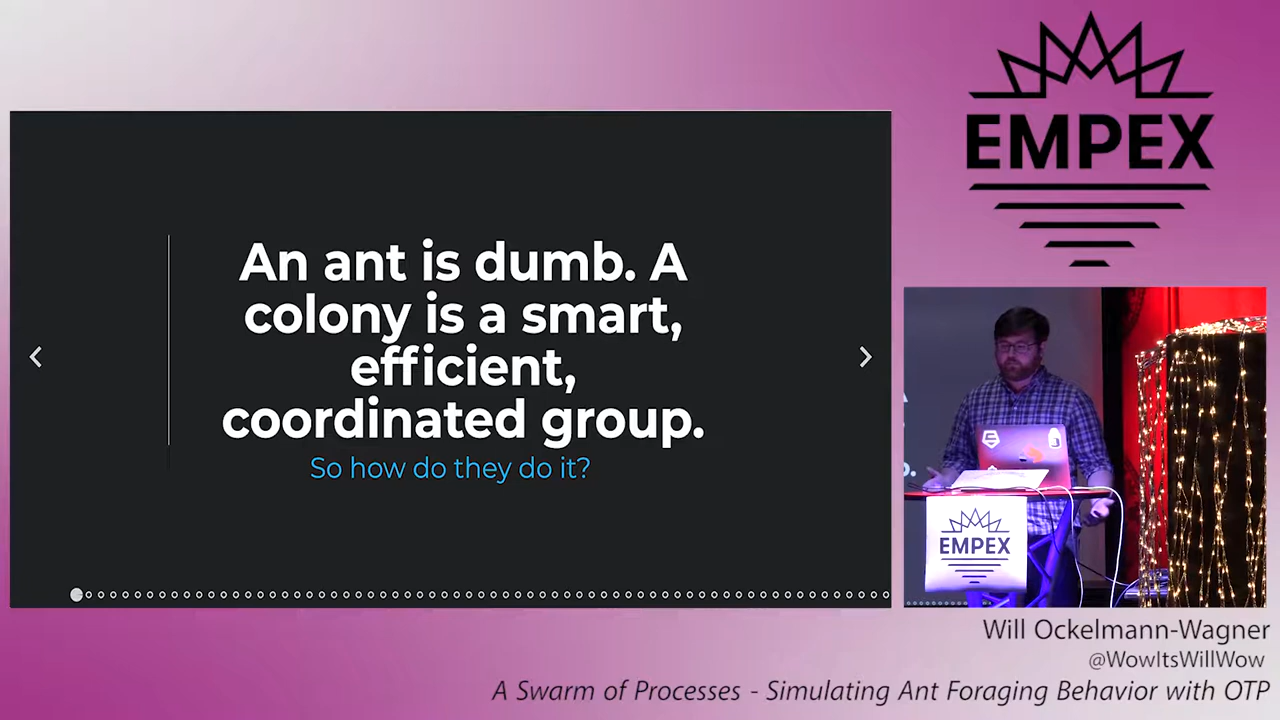 An ant is dumb. A
colony is a smart,
efficient,
coordinated group.
So how do they do it?
EMPEX
EMPEX
Will Ockelmann-Wagner
@WowItsWillWow
A Swarm of Processes - Simulating Ant Foraging Behavior with OTP